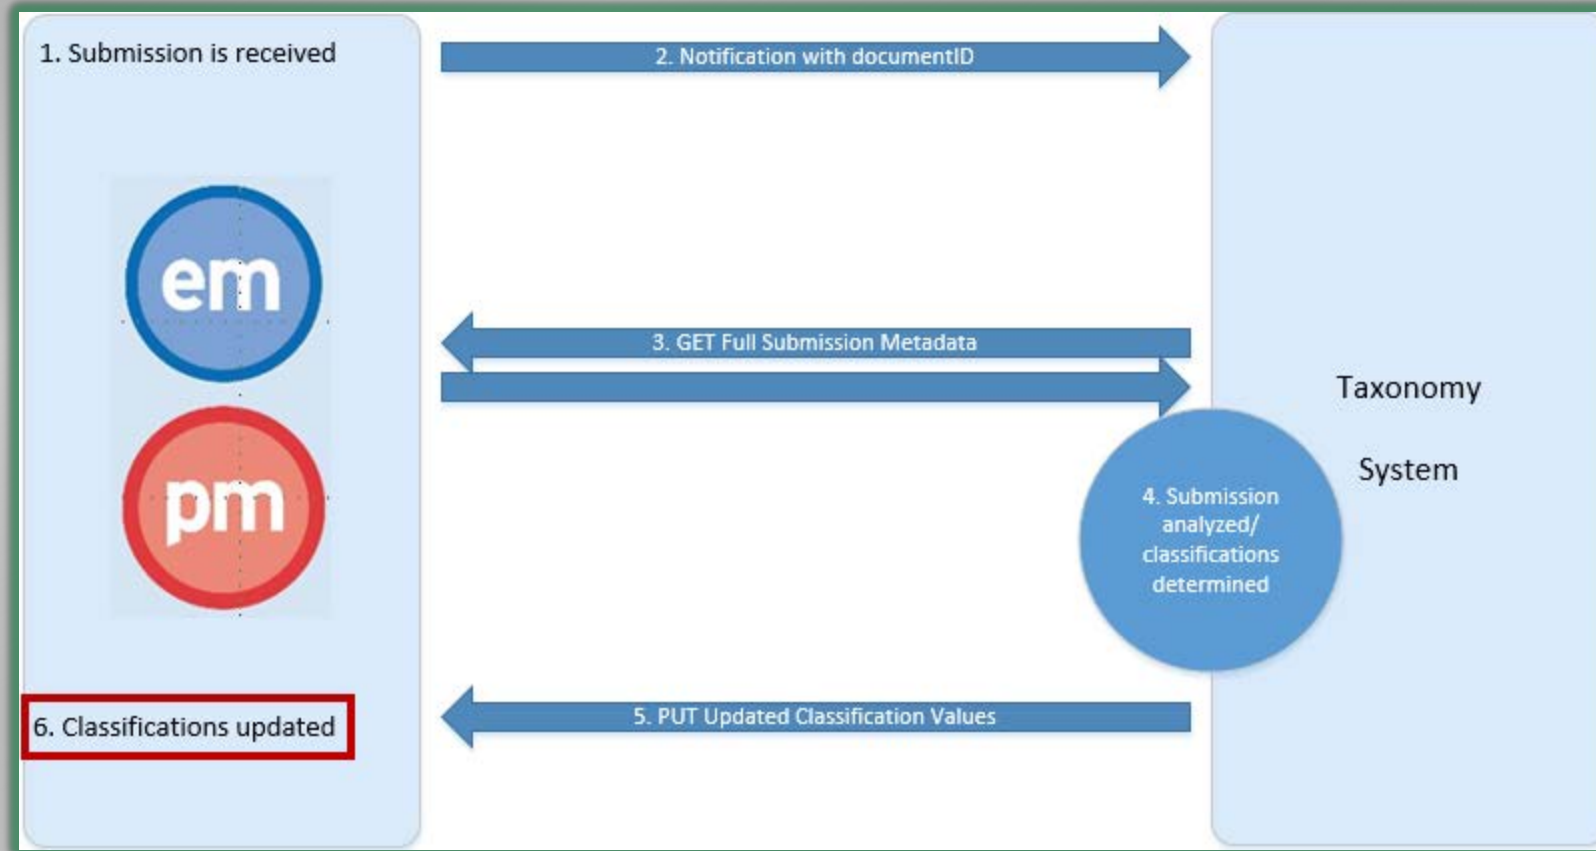 1. Submission is received
2. Notification with documentID
em
3. GET Full Submission Metadata
Taxonomy
System
pm
4. Submission
analyzed/
classifications
determined
5. PUT Updated Classification Values
6. Classifications updated